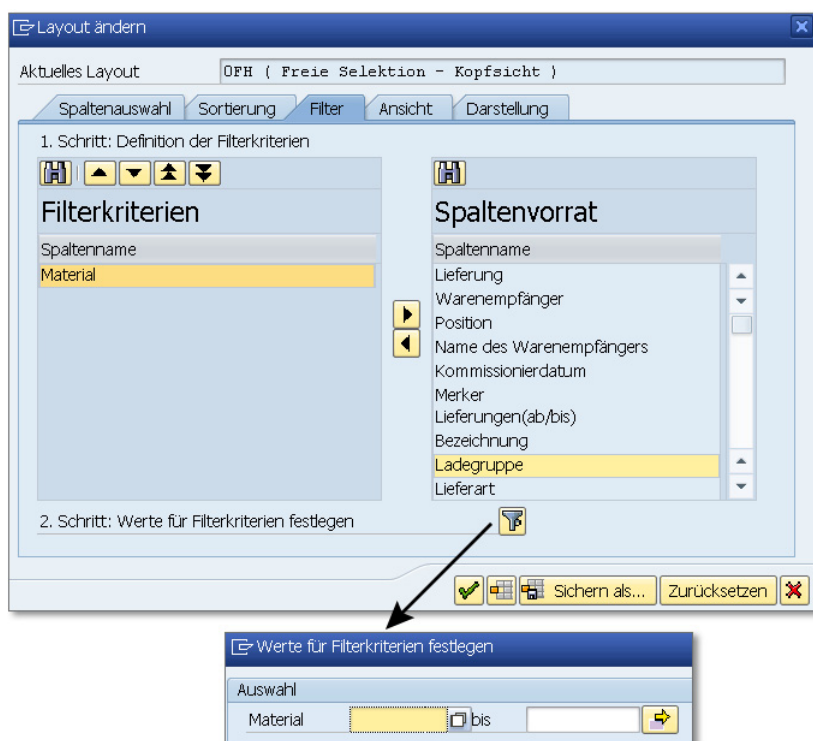 Layout ändern
Aktuelles Layout OFH ( Freie Selektion - Kopfsicht )
Spaltenauswahl Sortierung Filter Ansicht Darstellung
1. Schritt: Definition der Filterkriterien
Filterkriterien
Spaltenname
Material
Spaltenvorrat
Spaltenname
Lieferung
Warenempfänger
Position
Name des Warenempfängers
Kommissionierdatum
Merker
Lieferungen(ab/bis)
Bezeichnung
Ladegruppe
Lieferart
2. Schritt: Werte für Filterkriterien festlegen
Sichern als... Zurücksetzen
Werte für Filterkriterien festlegen
Auswahl
Material bis